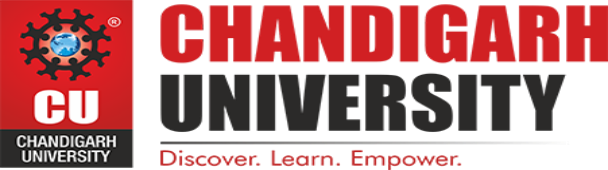 ®
CU
CHANDIGARH
UNIVERSITY
CHANDIGARH
UNIVERSITY
Discover. Learn. Empower.